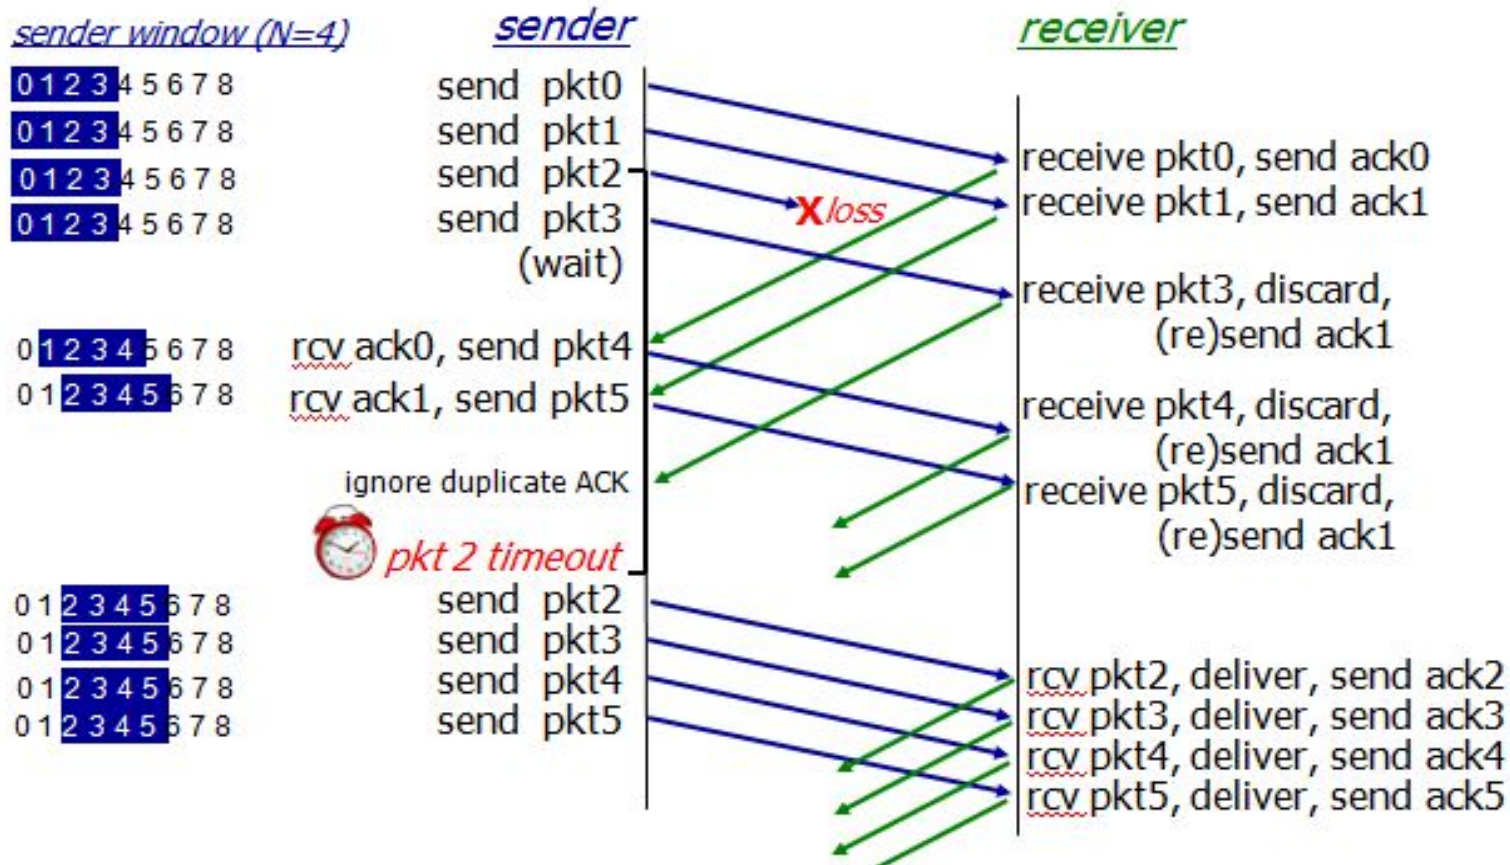 sender window (N=4) sender receiver
0 1 2 3 4 5 6 7 8 send pkt0
0 1 2 3 4 5 6 7 8 send pkt1
receive pkt0, send ack0
0 1 2 3 4 5 6 7 8 send pkt2
X loss
receive pkt1, send ack1
0 1 2 3 4 5 6 7 8 send pkt3
(wait)
receive pkt3, discard,
(re)send ack1
0 1 2 3 4 5 6 7 8 rcv ack0, send pkt4
0 1 2 3 4 5 6 7 8 rcv ack1, send pkt5
receive pkt4, discard,
(re)send ack1
ignore duplicate ACK
receive pkt5, discard,
(re)send ack1
pkt 2 timeout
0 1 2 3 4 5 6 7 8 send pkt2
0 1 2 3 4 5 6 7 8 send pkt3
0 1 2 3 4 5 6 7 8 send pkt4
0 1 2 3 4 5 6 7 8 send pkt5
rcv pkt2, deliver, send ack2
rcv pkt3, deliver, send ack3
rcv pkt4, deliver, send ack4
rcv pkt5, deliver, send ack5